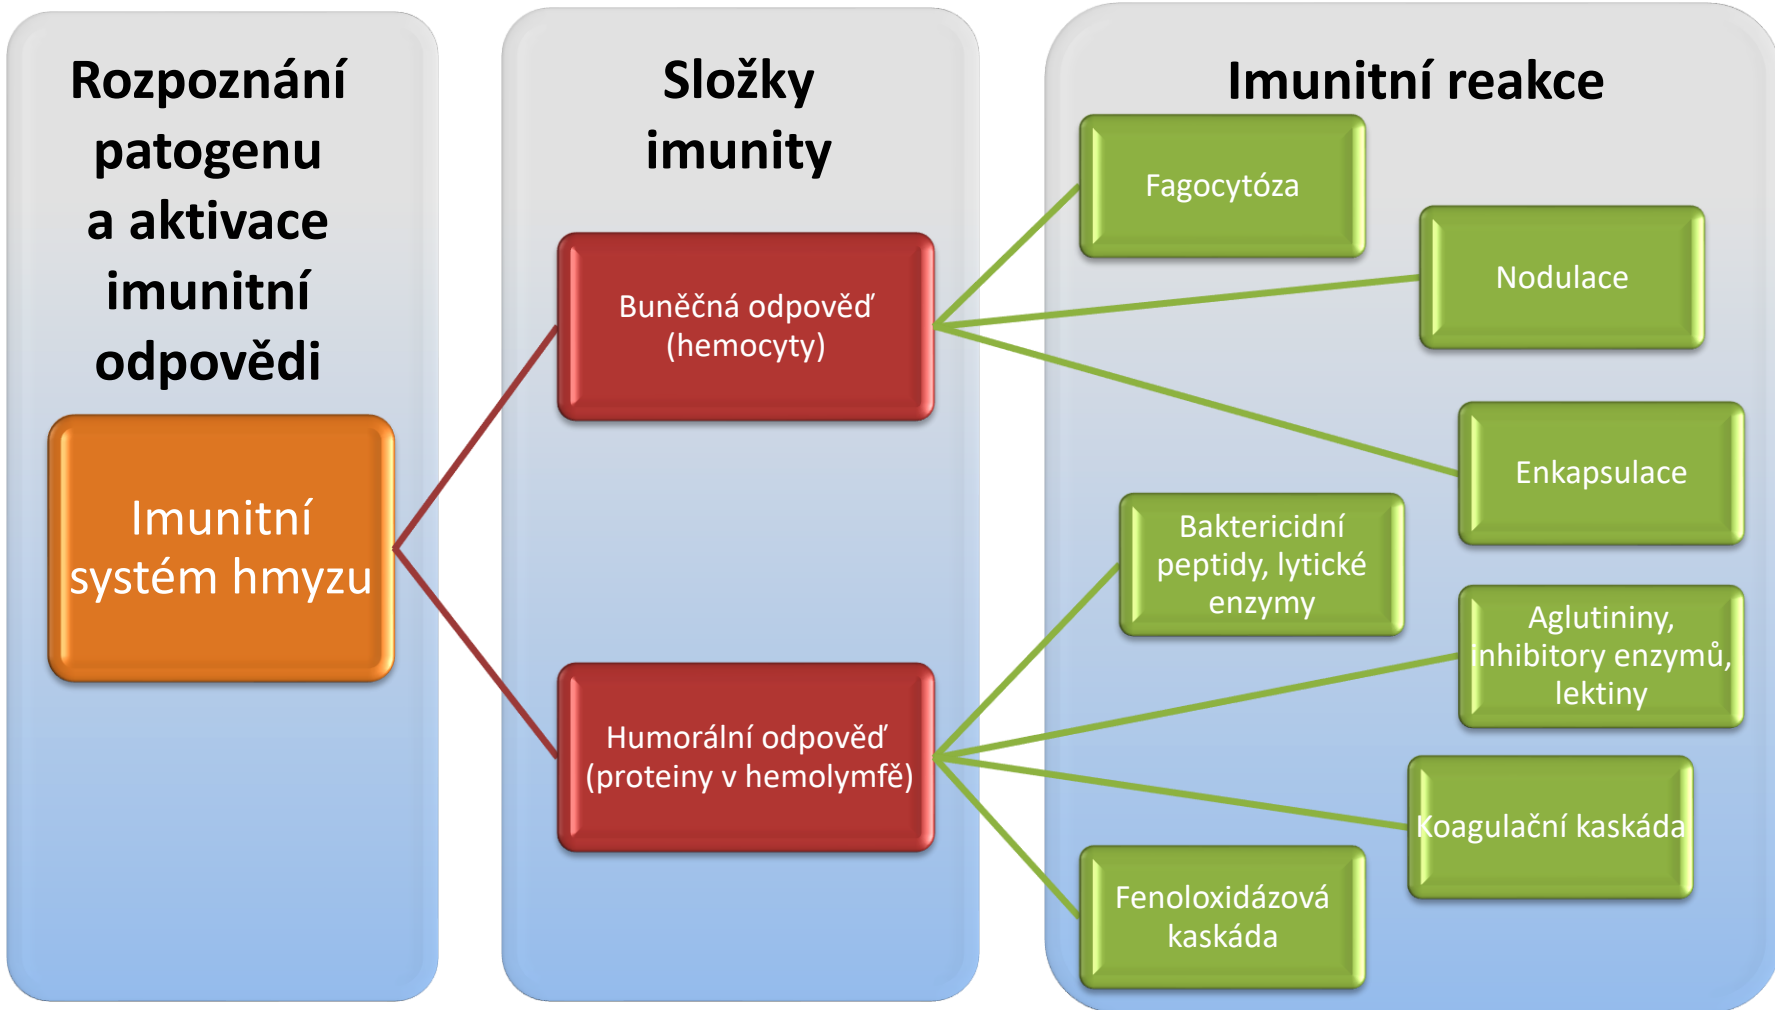 Rozpoznání
patogenu
a aktivace
imunitní
odpovědi
Imunitní
systém hmyzu
Složky
imunity
Buněčná odpověď
(hemocyty)
Humorální odpověď
(proteiny v hemolymfě)
Imunitní reakce
Fagocytóza
Nodulace
Enkapsulace
Baktericidní
peptidy, lytické
enzymy
Aglutininy,
inhibitory enzymů,
lektiny
Koagulační kaskáda
Fenoloxidázová
kaskáda